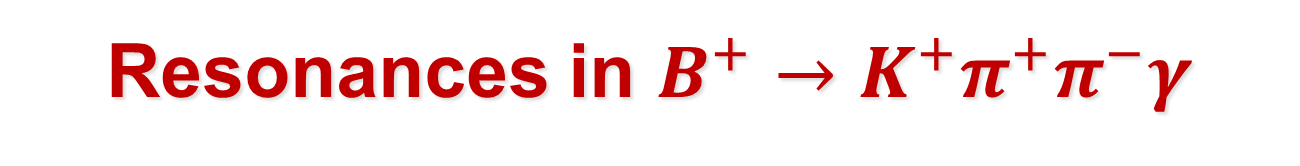 Resonances in B⁺ → K⁺π⁺π⁻γ